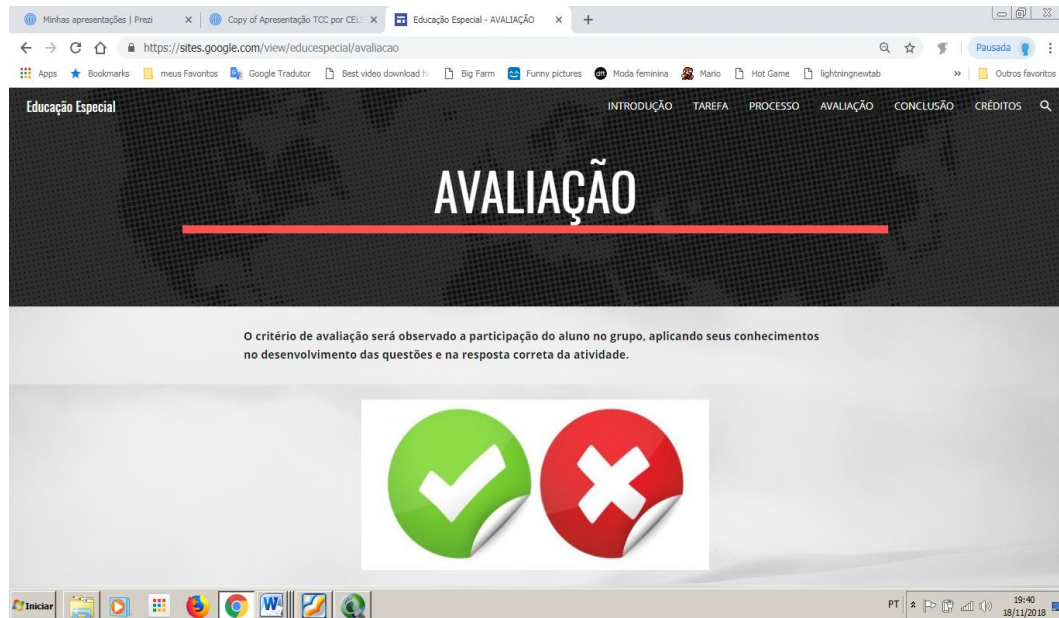 Minhas apresentações | Prezi
Copy of Apresentação TCC por CELS
Educação Especial - AVALIAÇÃO
https://sites.google.com/view/educespecial/avaliacao
Pausada
Apps Bookmarks meus Favoritos Google Tradutor Best video download h Big Farm Funny pictures Moda feminina Mario Hot Game lightningnewtab » Outros favoritos
Educação Especial INTRODUÇÃO TAREFA PROCESSO AVALIAÇÃO CONCLUSÃO CRÉDITOS
AVALIAÇÃO
O critério de avaliação será observado a participação do aluno no grupo, aplicando seus conhecimentos
no desenvolvimento das questões e na resposta correta da atividade.
Iniciar
PT
19:40
18/11/2018